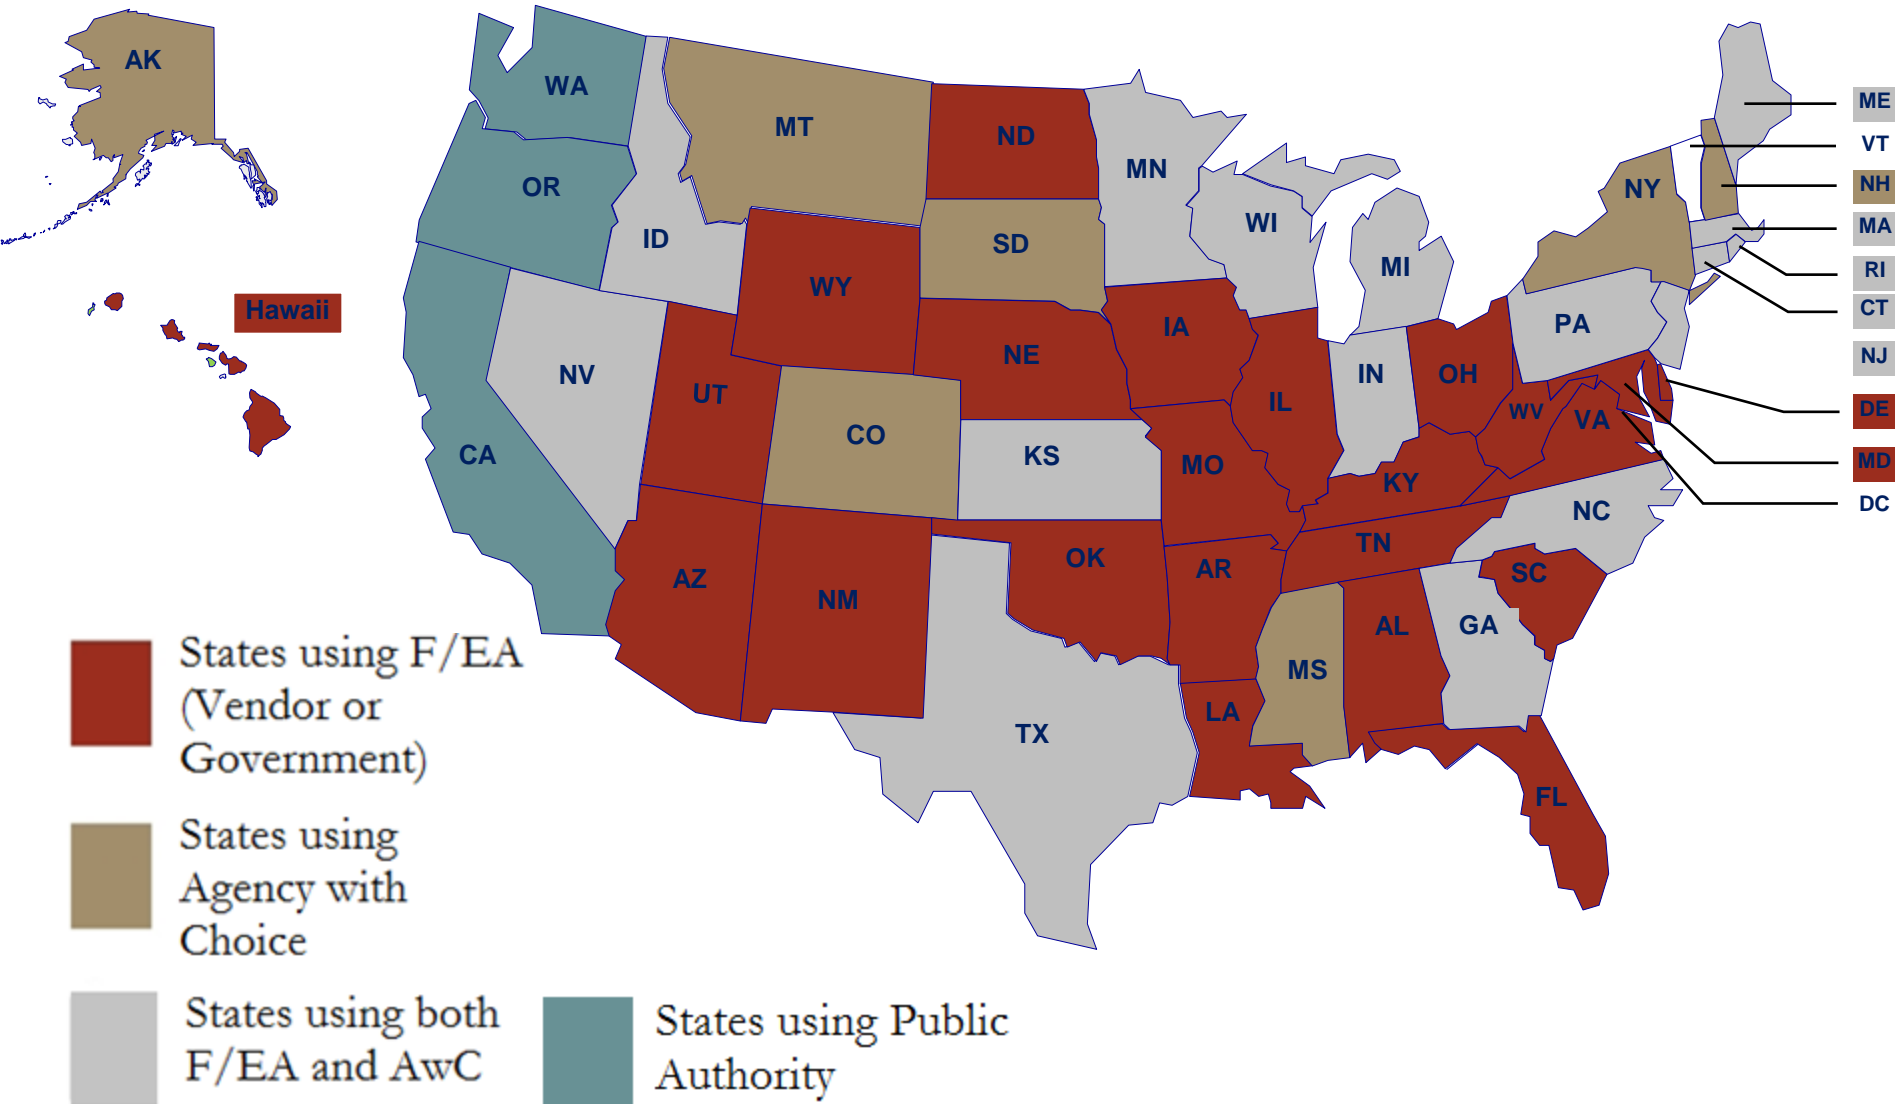 AK
WA
MT
ND
MN
ME
VT
OR
NH
NY
ID
SD
WI
MA
MI
RI
WY
CT
Hawaii
IA
PA
NE
NJ
NV
UT
IN
OH
IL
DE
WV
VA
CO
CA
KS
MO
MD
KY
DC
NC
TN
OK
AR
SC
AZ
NM
AL
GA
MS
LA
TX
FL
States using F/EA
(Vendor or
Government)
States using
Agency with
Choice
States using both
F/EA and AwC
States using Public
Authority